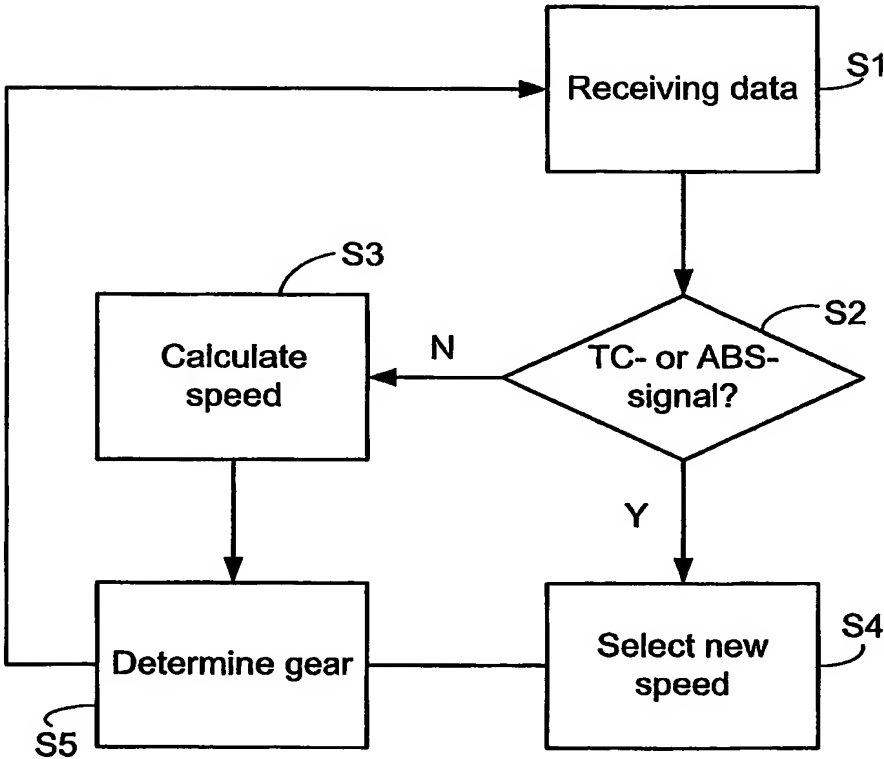 Receiving data
S1
S3
S2
Calculate
speed
N
TC- or ABS-
signal?
Y
Determine gear
Select new
speed
S4
S5